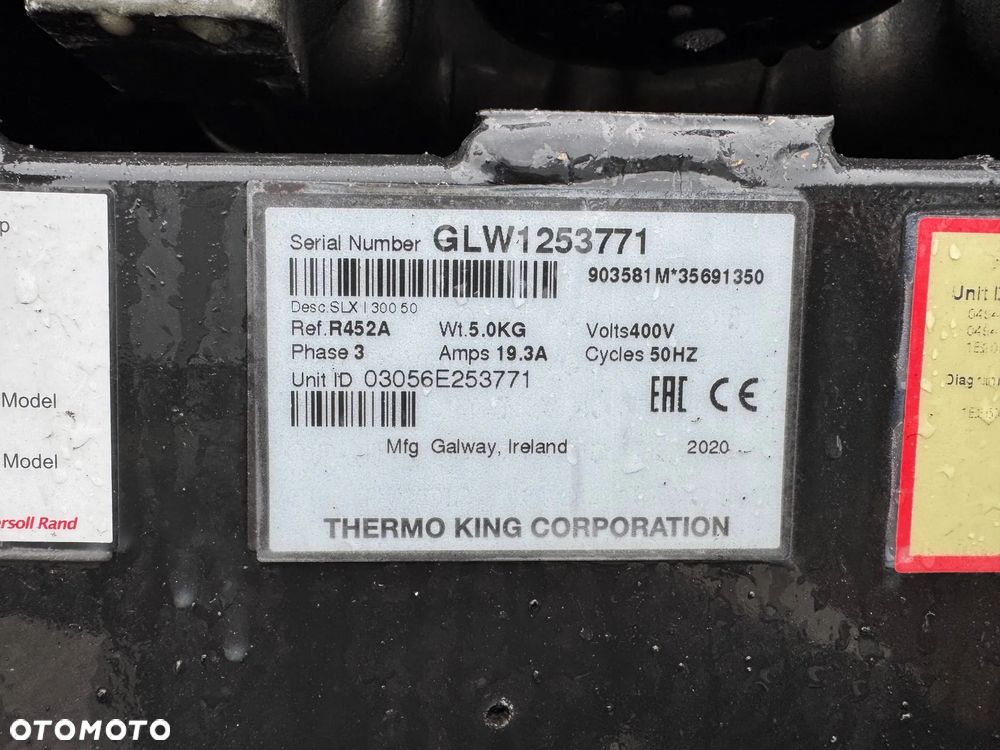 p
Model
Model
ersoll Rand
Serial Number GLW1253771
903581M*35691350
Desc.SLX I 300 50
Ref.R452A Wt.5.0KG Volts400V
Phase 3 Amps 19.3A Cycles 50HZ
Unit ID 03056E253771
EAC CE
Mfg Galway, Ireland 2020
THERMO KING CORPORATION
Unit I
OTOMOTO